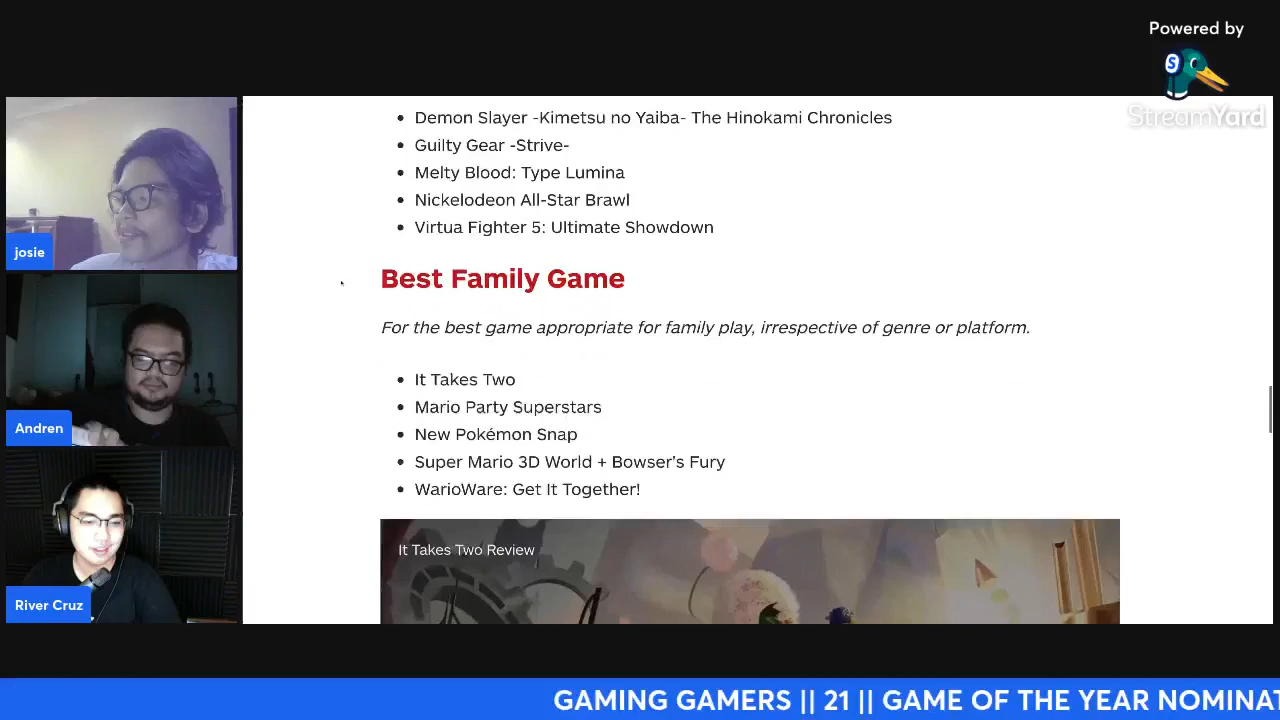 Powered by
S
StreamYard
josie
Andren
River Cruz
Demon Slayer -Kimetsu no Yaiba- The Hinokami Chronicles
Guilty Gear -Strive-
Melty Blood: Type Lumina
Nickelodeon All-Star Brawl
Virtua Fighter 5: Ultimate Showdown
Best Family Game
For the best game appropriate for family play, irrespective of genre or platform.
It Takes Two
Mario Party Superstars
New Pokémon Snap
Super Mario 3D World + Bowser's Fury
WarioWare: Get It Together!
It Takes Two Review
GAMING GAMERS || 21 || GAME OF THE YEAR NOMINAT